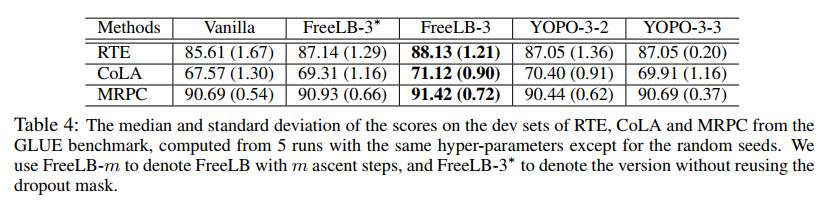 Methods Vanilla FreeLB-3* FreeLB-3 YOPO-3-2 YOPO-3-3
RTE 85.61 (1.67) 87.14 (1.29) 88.13 (1.21) 87.05 (1.36) 87.05 (0.20)
CoLA 67.57 (1.30) 69.31 (1.16) 71.12 (0.90) 70.40 (0.91) 69.91 (1.16)
MRPC 90.69 (0.54) 90.93 (0.66) 91.42 (0.72) 90.44 (0.62) 90.69 (0.37)
Table 4: The median and standard deviation of the scores on the dev sets of RTE, CoLA and MRPC from the
GLUE benchmark, computed from 5 runs with the same hyper-parameters except for the random seeds. We
use FreeLB-m to denote FreeLB with m ascent steps, and FreeLB-3* to denote the version without reusing the
dropout mask.